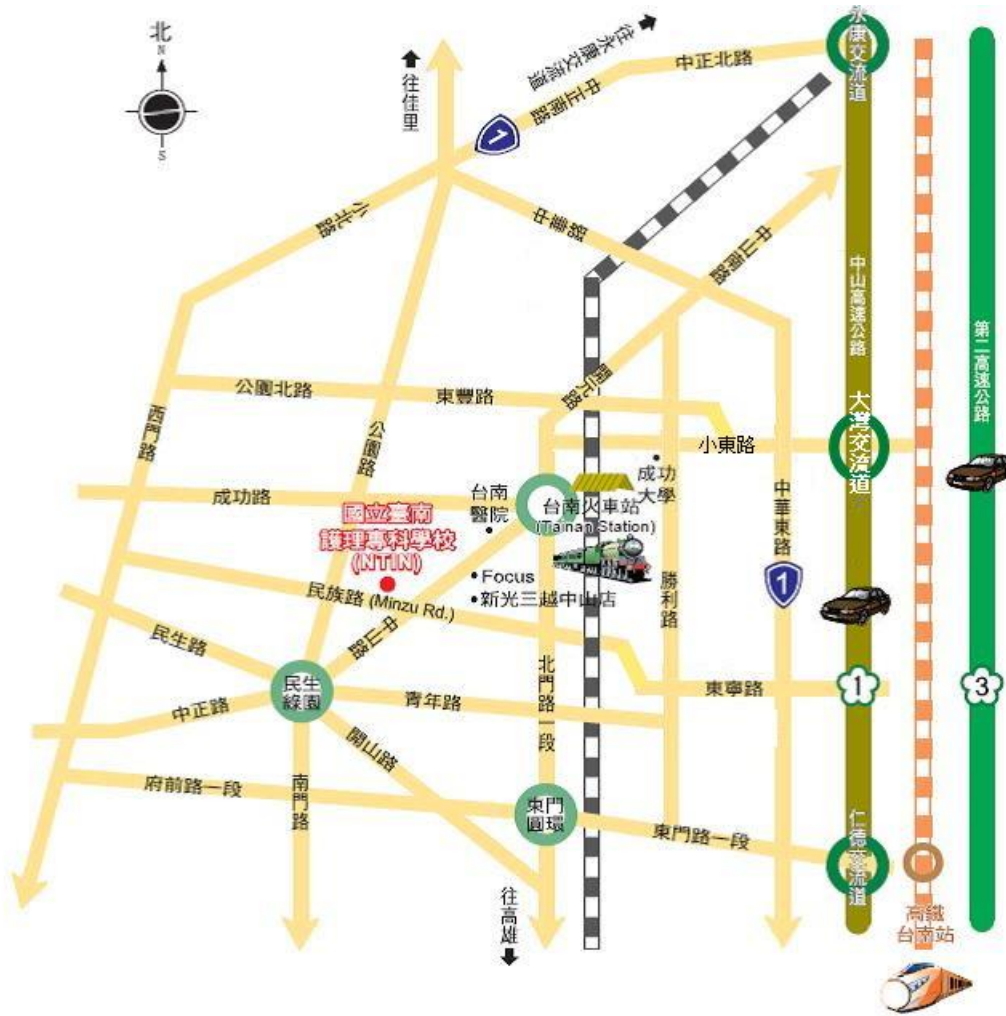 北
N
S
往佳里
往永康交流道
中正南路
1
中正北路
永康交流道
小北路
中華路
中山南路
中山高速公路
第二高速公路
公園北路
東豐路
開元路
西門路
公園路
小東路
大灣交流道
成功路
台南
醫院
台南火車站
(Tainan Station)
成功
大學
國立臺南
護理專科學校
(NTIN)
Focus
新光三越中山店
中華東路
1
勝利路
民族路 (Minzu Rd.)
中山路
民生路
民生
綠園
中正路
青年路
北門路一段
東寧路
1
3
開山路
南門路
府前路一段
東門
圓環
東門路一段
仁德交流道
往高雄
高鐵
台南站